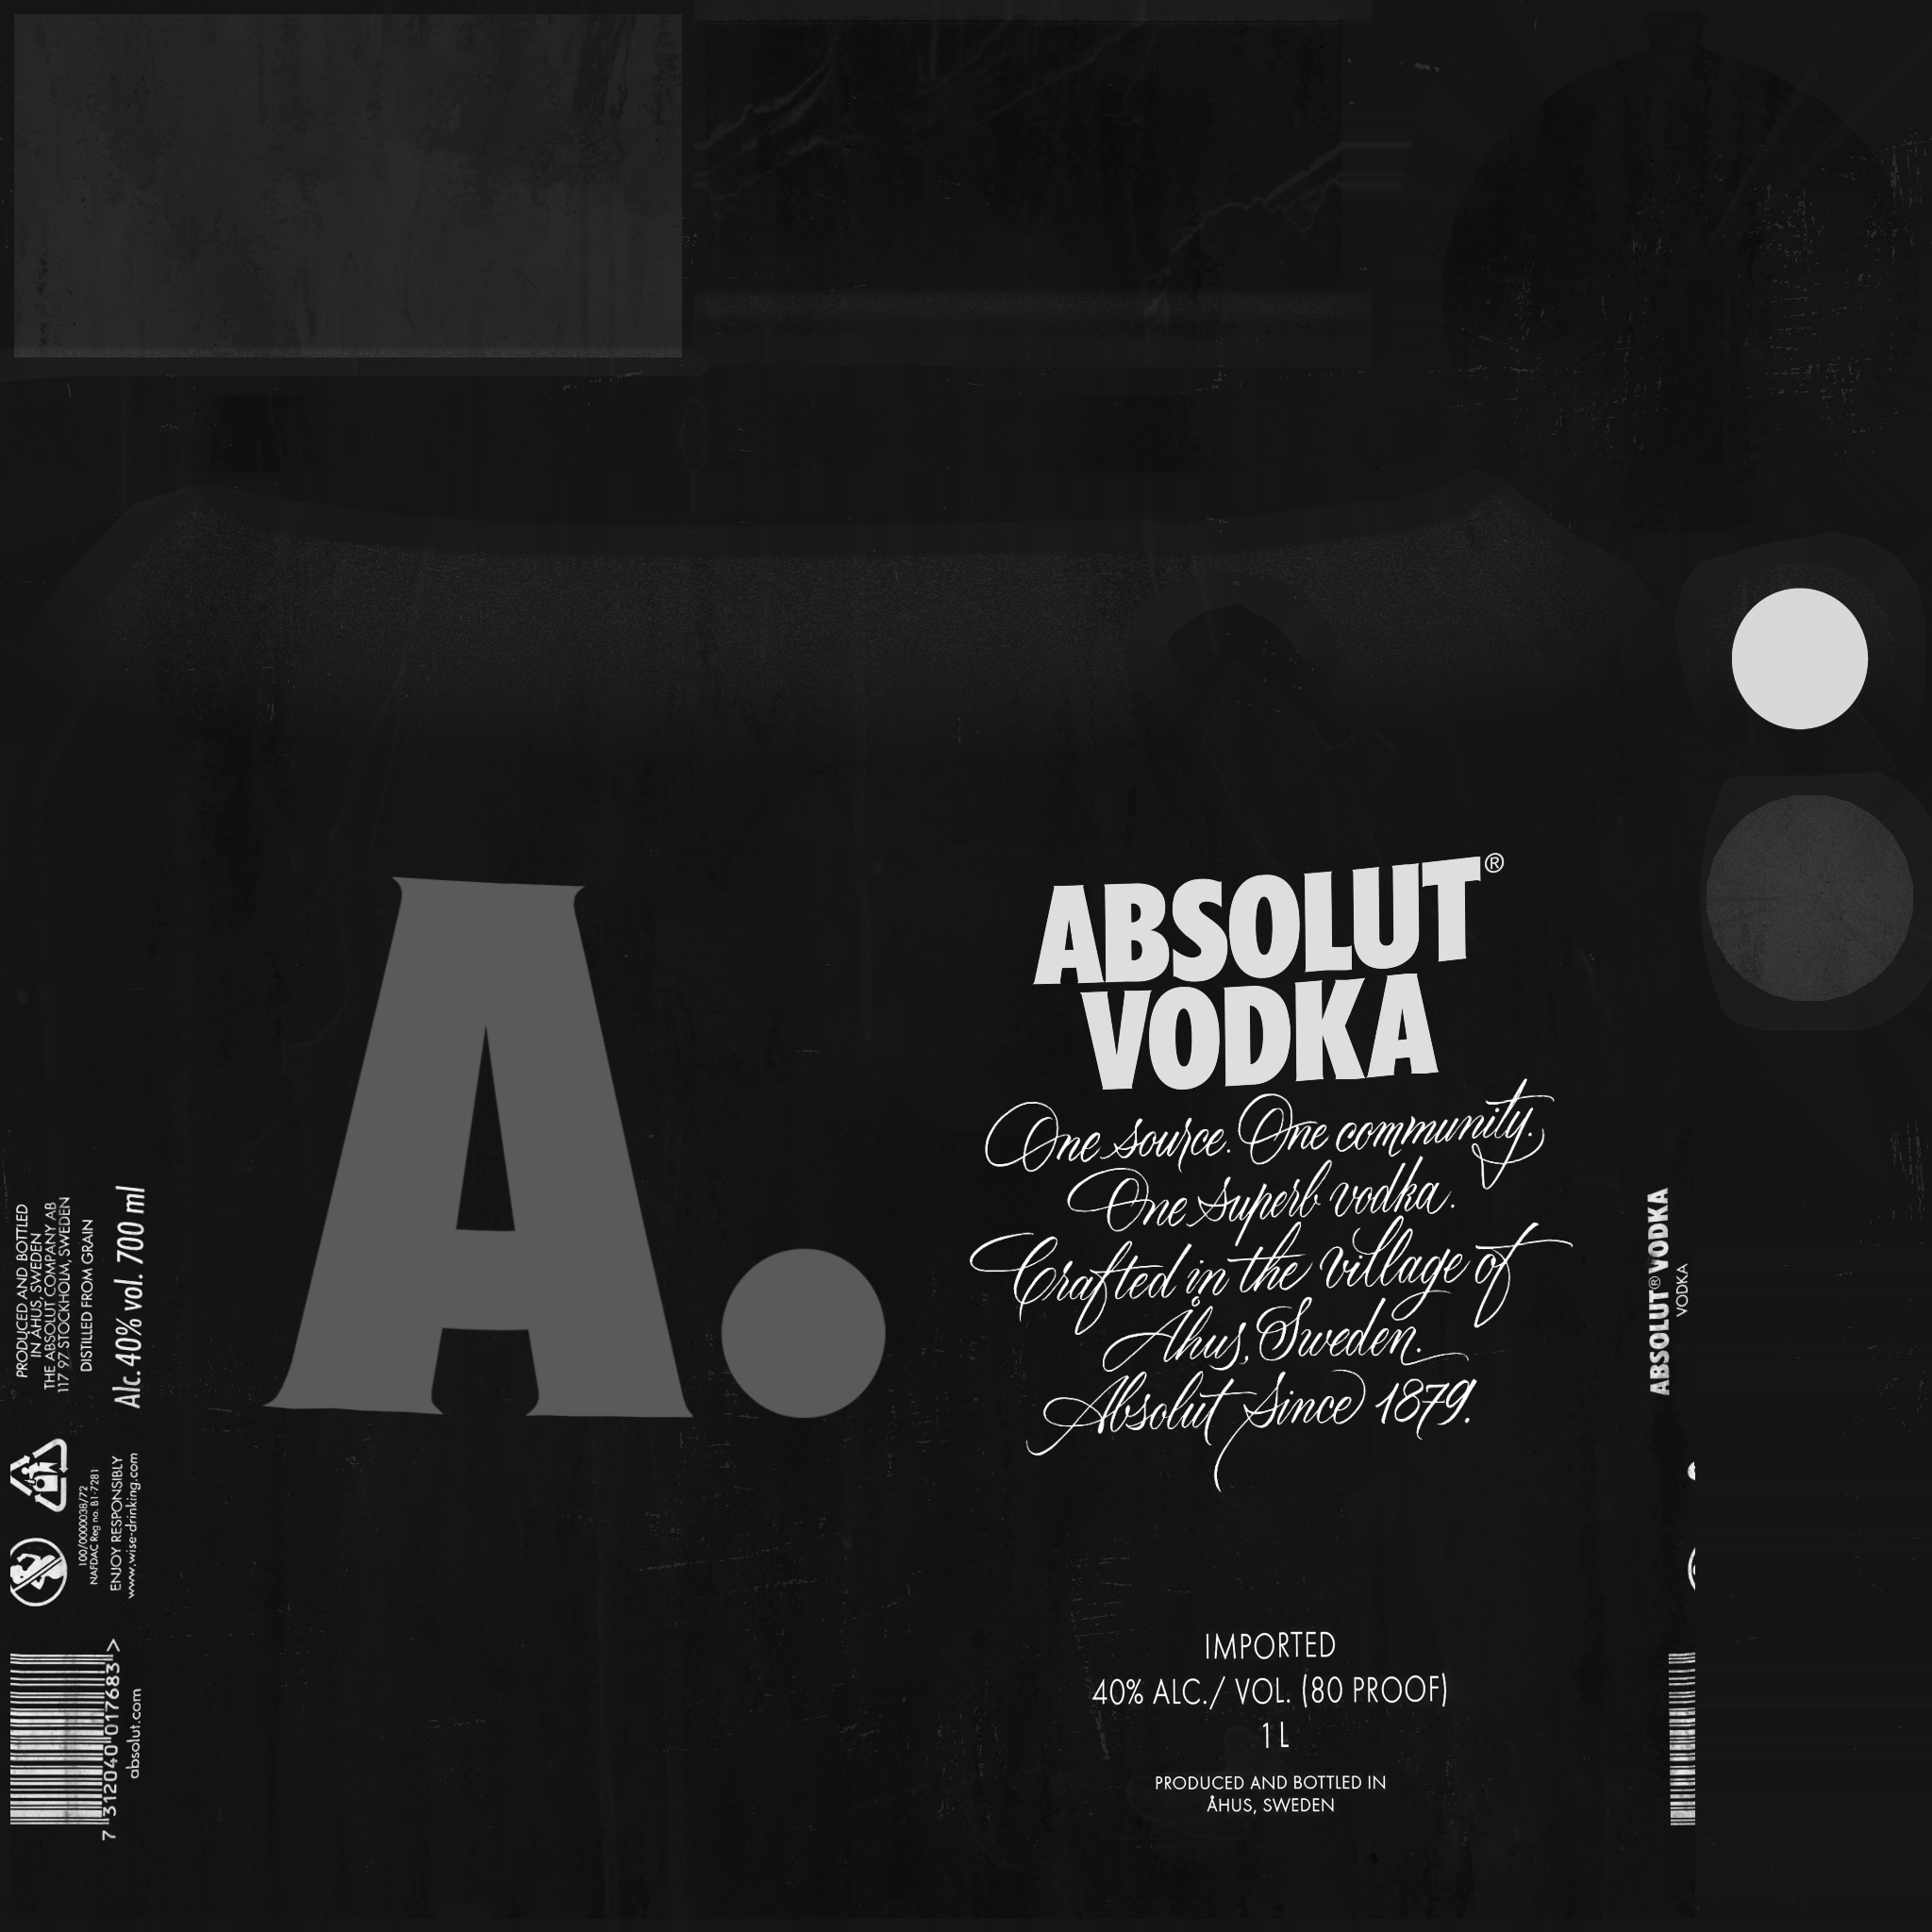 ABSOLUT®
VODKA
One source. One community.
One superb vodka.
Crafted in the village of
Åhus, Sweden.
Absolut Since 1879.
IMPORTED
40% ALC./ VOL. (80 PROOF)
1 L
PRODUCED AND BOTTLED IN
ÅHUS, SWEDEN
A.
PRODUCED AND BOTTLED
IN ÅHUS, SWEDEN
THE ABSOLUT COMPANY AB
117 97 STOCKHOLM, SWEDEN
DISTILLED FROM GRAIN
Alc. 40% vol. 700 ml
100/0000038/72
NAFDAC Reg no. B1-7281
ENJOY RESPONSIBLY
www.wise-drinking.com
7 312040 017683 >
absolut.com
ABSOLUT® VODKA
VODKA